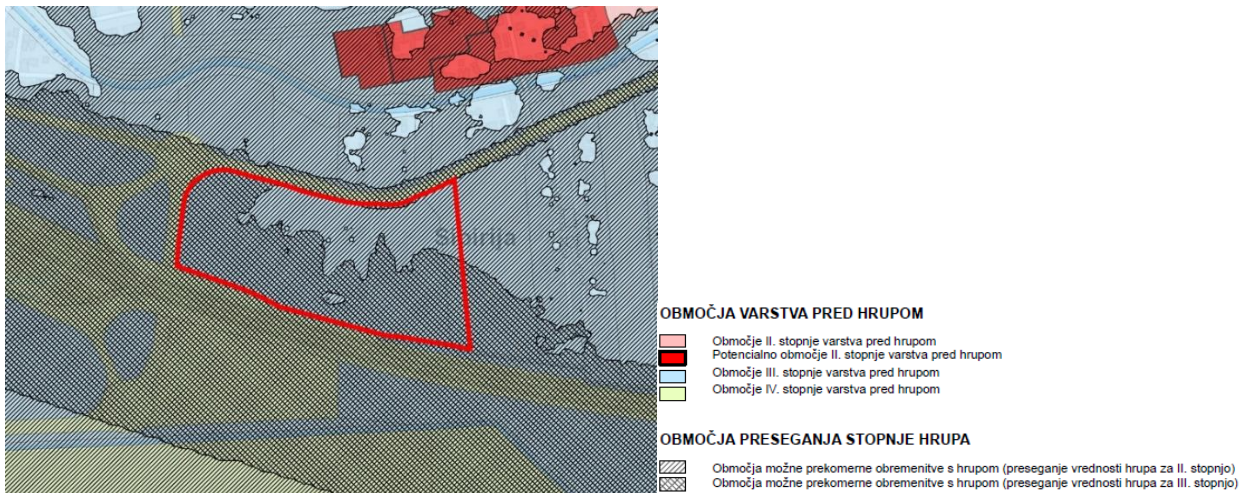 Sibirija
OBMOČJA VARSTVA PRED HRUPOM
Območje II. stopnje varstva pred hrupom
Potencialno območje II. stopnje varstva pred hrupom
Območje III. stopnje varstva pred hrupom
Območje IV. stopnje varstva pred hrupom
OBMOČJA PRESEGANJA STOPNJE HRUPA
Območja možne prekomerne obremenitve s hrupom (preseganje vrednosti hrupa za II. stopnjo)
Območja možne prekomerne obremenitve s hrupom (preseganje vrednosti hrupa za III. stopnjo)